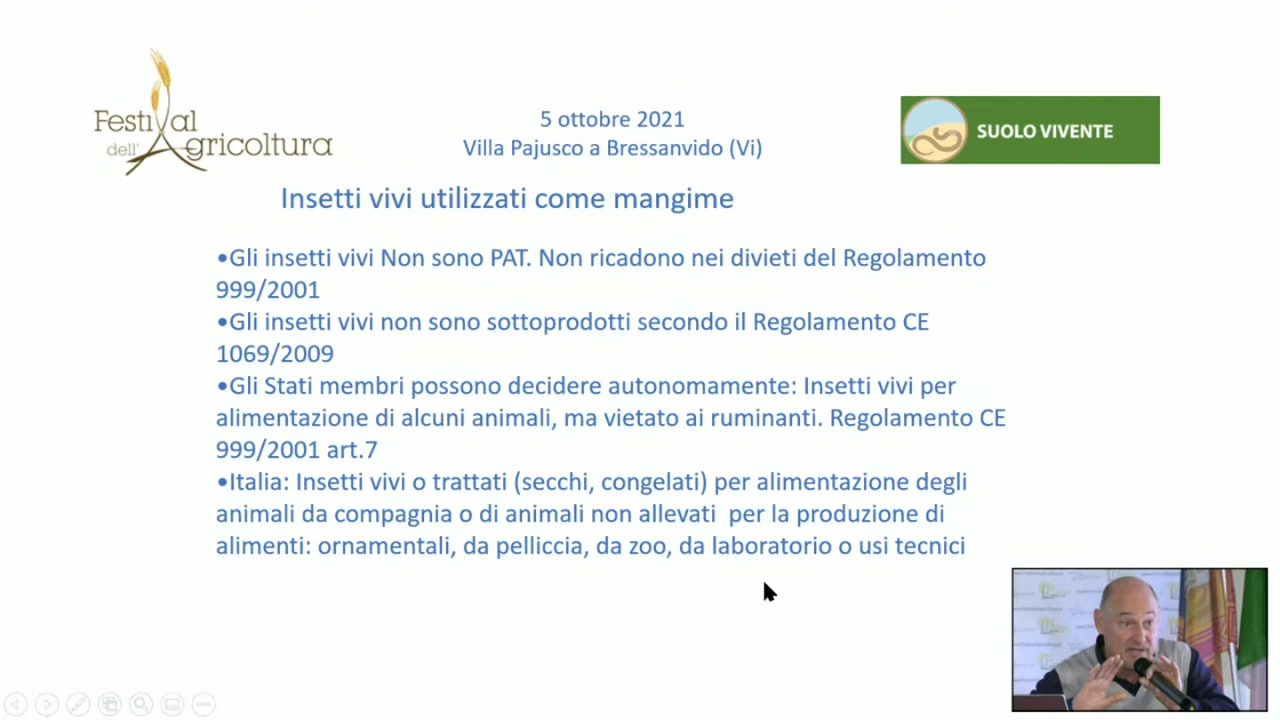 Festival
dell'Agricoltura
5 ottobre 2021
Villa Pajusco a Bressanvido (Vi)
SUOLO VIVENTE
Insetti vivi utilizzati come mangime
•Gli insetti vivi Non sono PAT. Non ricadono nei divieti del Regolamento
999/2001
•Gli insetti vivi non sono sottoprodotti secondo il Regolamento CE
1069/2009
•Gli Stati membri possono decidere autonomamente: Insetti vivi per
alimentazione di alcuni animali, ma vietato ai ruminanti. Regolamento CE
999/2001 art.7
•Italia: Insetti vivi o trattati (secchi, congelati) per alimentazione degli
animali da compagnia o di animali non allevati  per la produzione di
alimenti: ornamentali, da pelliccia, da zoo, da laboratorio o usi tecnici